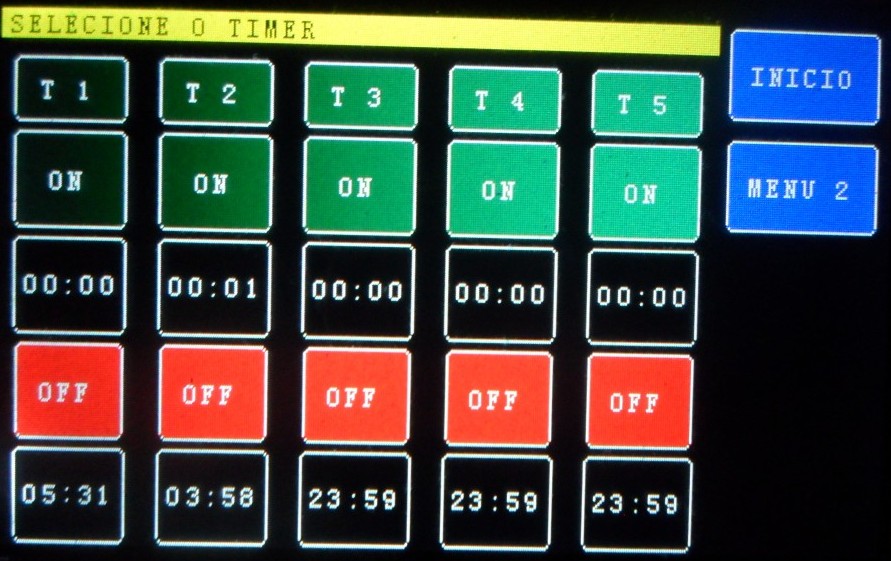 SELECIONE O TIMER
T 1 T 2 T 3 T 4 T 5 INICIO
ON ON ON ON ON MENU 2
00:00 00:01 00:00 00:00 00:00
OFF OFF OFF OFF OFF
05:31 03:58 23:59 23:59 23:59